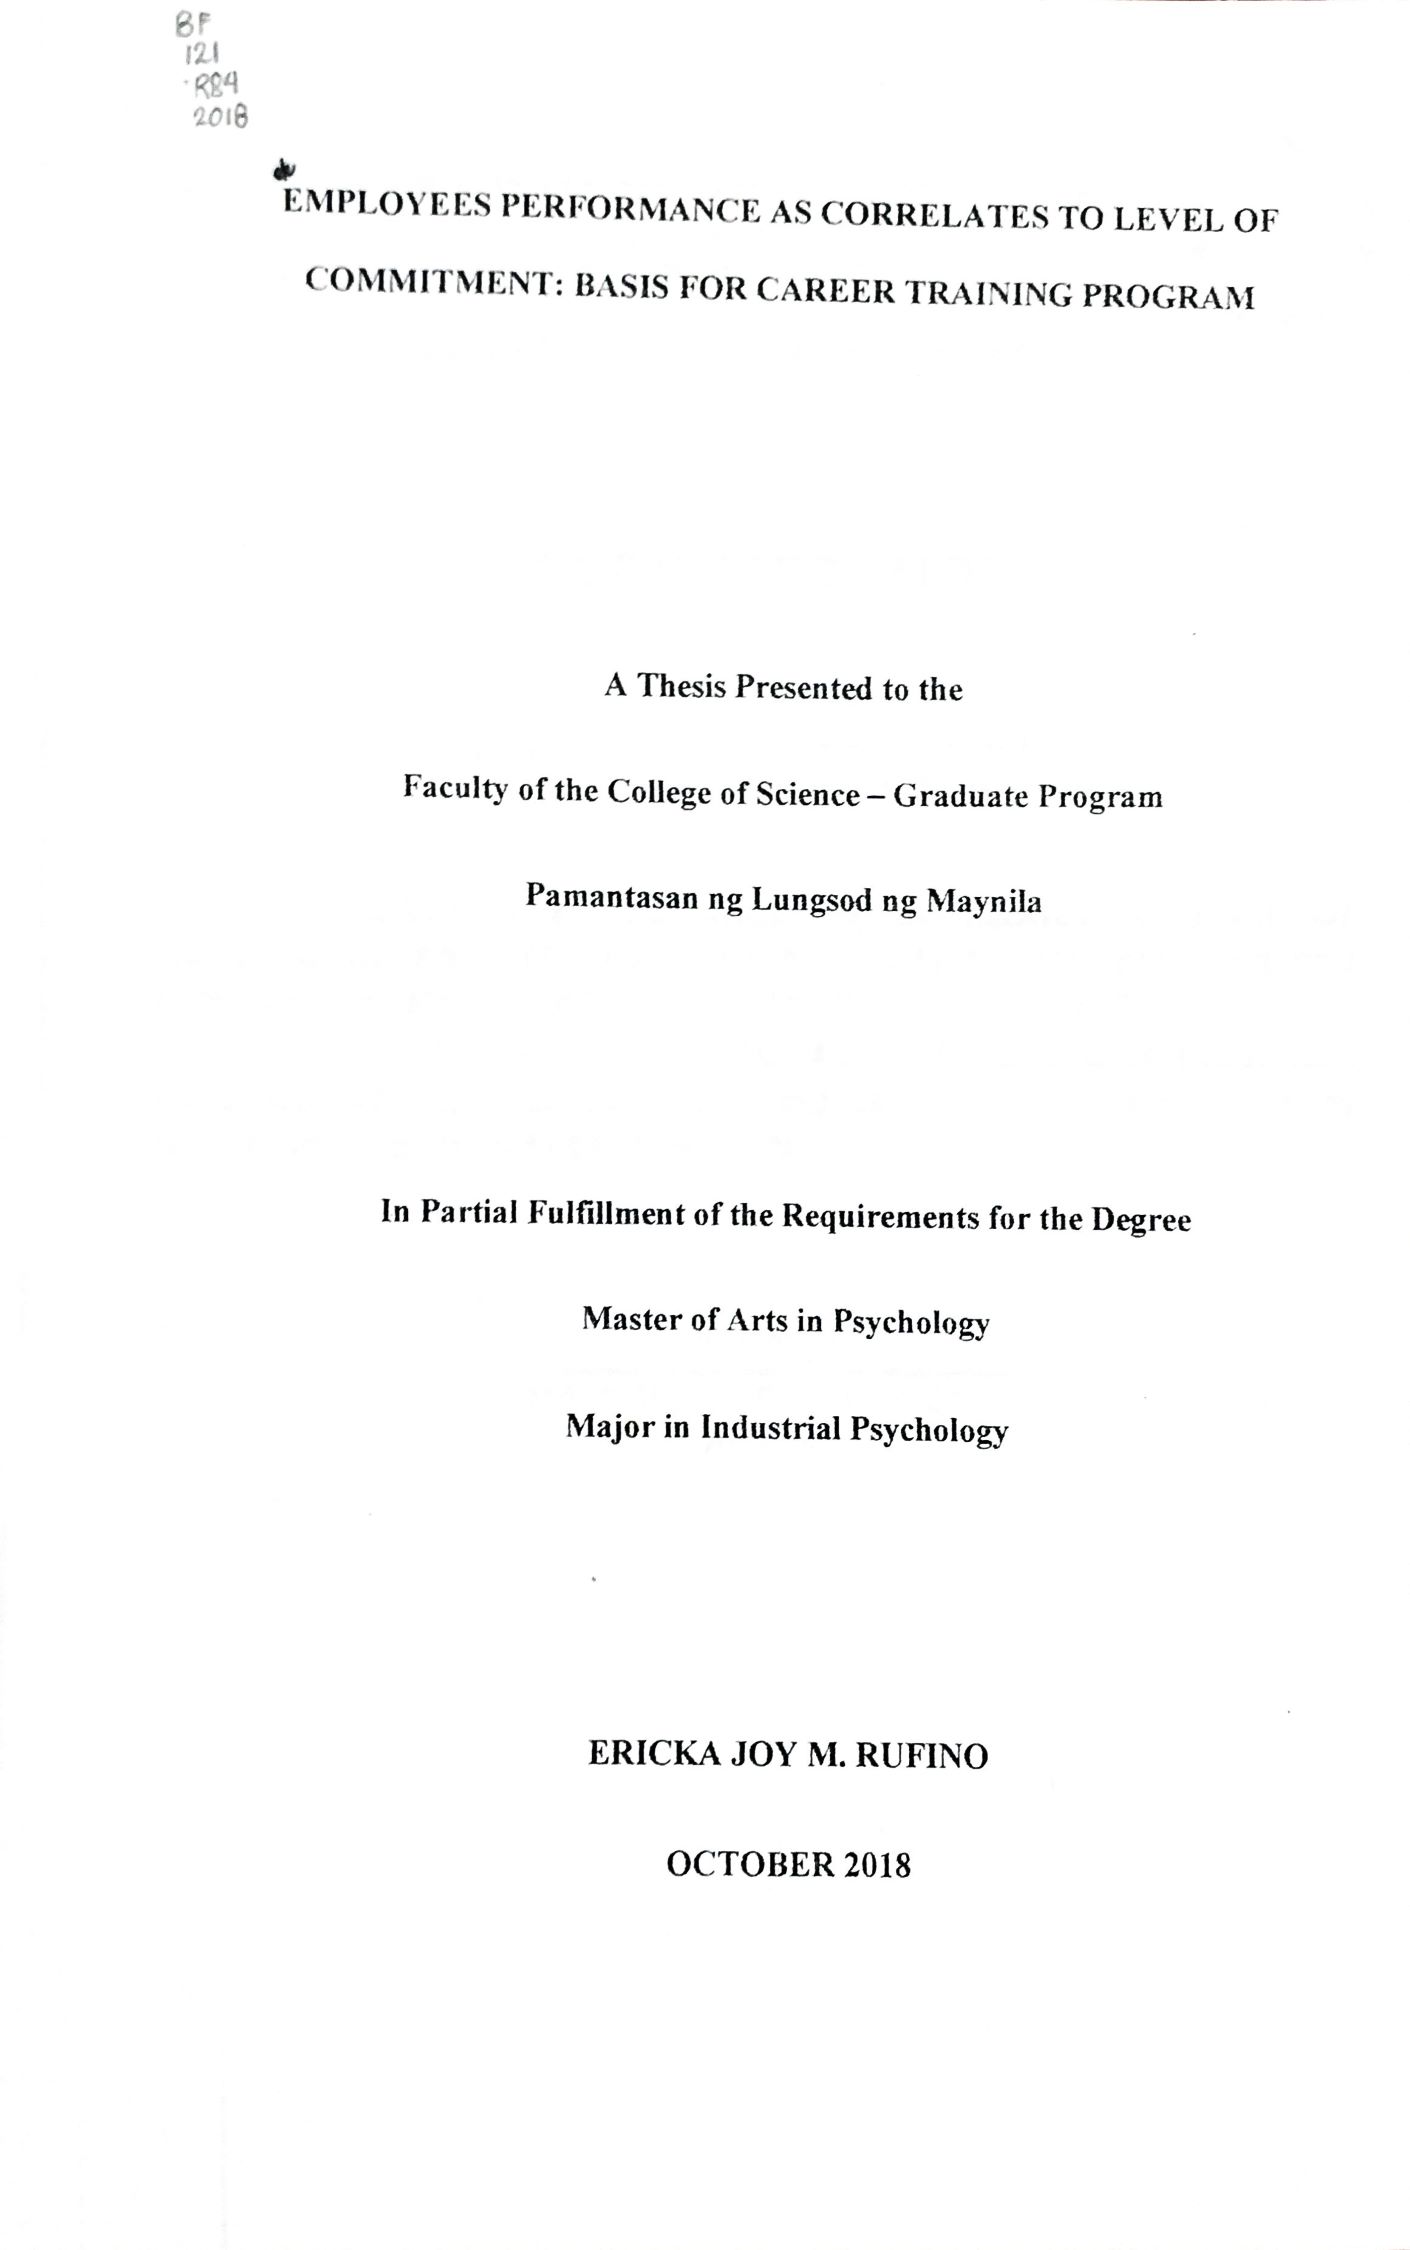 BF
121
.R84
2018
EMPLOYEES PERFORMANCE AS CORRELATES TO LEVEL OF
COMMITMENT: BASIS FOR CAREER TRAINING PROGRAM
A Thesis Presented to the
Faculty of the College of Science – Graduate Program
Pamantasan ng Lungsod ng Maynila
In Partial Fulfillment of the Requirements for the Degree
Master of Arts in Psychology
Major in Industrial Psychology
ERICKA JOY M. RUFINO
OCTOBER 2018